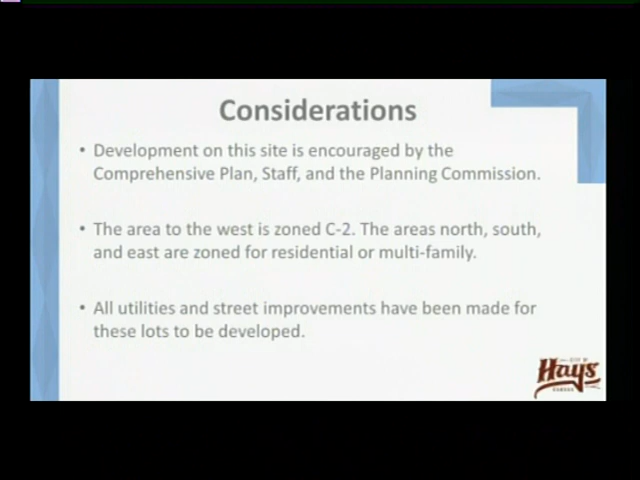 Considerations
• Development on this site is encouraged by the
Comprehensive Plan, Staff, and the Planning Commission.
• The area to the west is zoned C-2. The areas north, south,
and east are zoned for residential or multi-family.
• All utilities and street improvements have been made for
these lots to be developed.
Hays